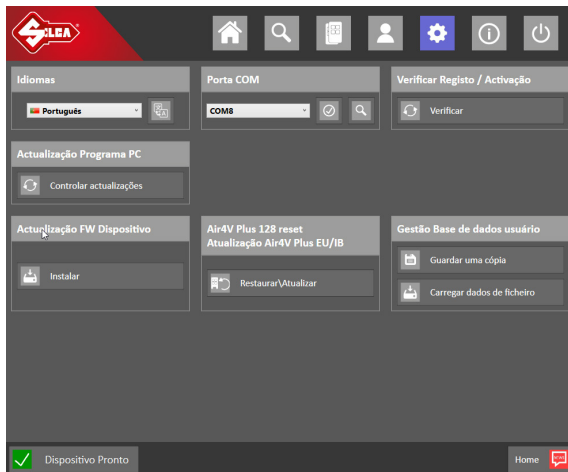 SILCA
Idiomas
Porta COM
Verificar Registo / Activação
Português
COM8
Verificar
Actualização Programa PC
Controlar actualizações
Actualização FW Dispositivo
Air4V Plus 128 reset
Atualização Air4V Plus EU/IB
Gestão Base de dados usuário
Instalar
Restaurar\Atualizar
Guardar uma cópia
Carregar dados de ficheiro
Dispositivo Pronto
Home